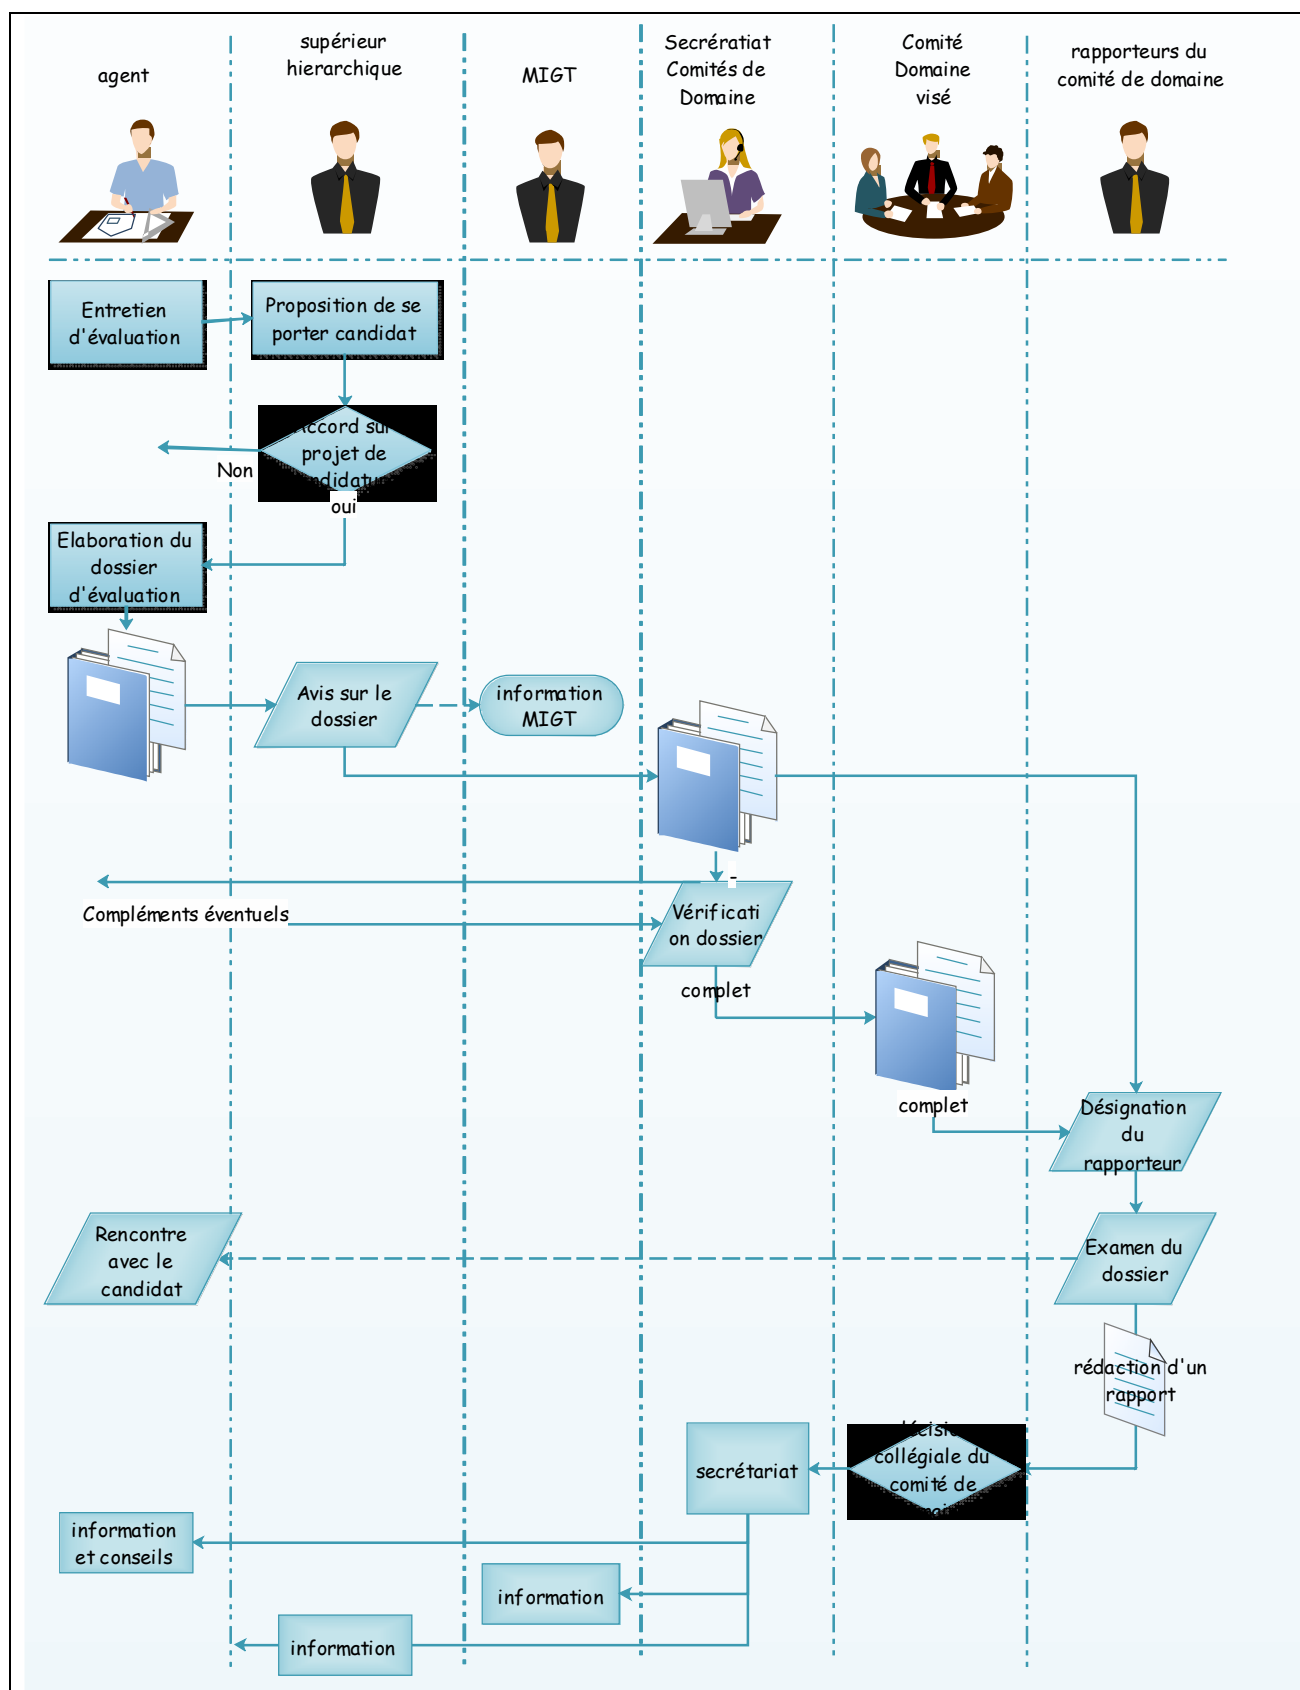 agent
supérieur
hierarchique
MIGT
Secrératiat
Comités de
Domaine
Comité
Domaine
visé
rapporteurs du
comité de domaine
Entretien
d'évaluation
Proposition de se
porter candidat
Accord sur
projet de
Non
oui
Elaboration du
dossier
d'évaluation
Avis sur le
dossier
information
MIGT
-
Compléments éventuels
Vérificati
on dossier
complet
complet
Désignation
du
rapporteur
Rencontre
avec le
candidat
Examen du
dossier
rédaction d'un
rapport
collégiale du
comité de
secrétariat
information
et conseils
information
information